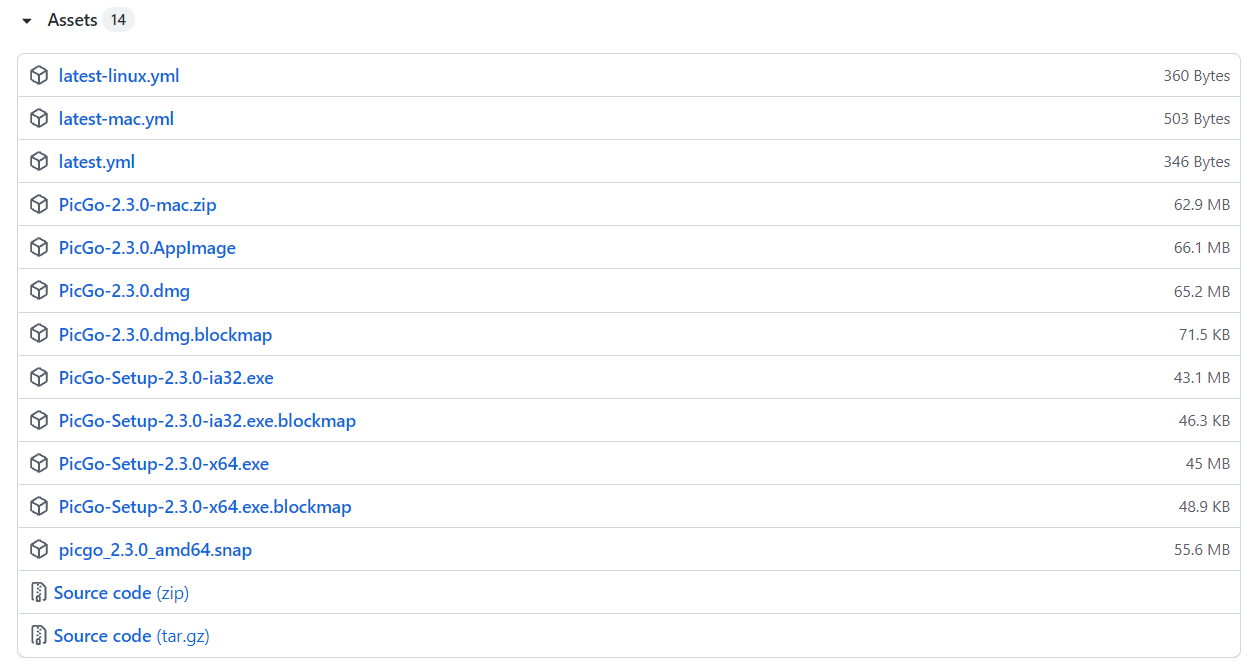 Assets 14
latest-linux.yml 360 Bytes
latest-mac.yml 503 Bytes
latest.yml 346 Bytes
PicGo-2.3.0-mac.zip 62.9 MB
PicGo-2.3.0.AppImage 66.1 MB
PicGo-2.3.0.dmg 65.2 MB
PicGo-2.3.0.dmg.blockmap 71.5 KB
PicGo-Setup-2.3.0-ia32.exe 43.1 MB
PicGo-Setup-2.3.0-ia32.exe.blockmap 46.3 KB
PicGo-Setup-2.3.0-x64.exe 45 MB
PicGo-Setup-2.3.0-x64.exe.blockmap 48.9 KB
picgo_2.3.0_amd64.snap 55.6 MB
Source code (zip)
Source code (tar.gz)